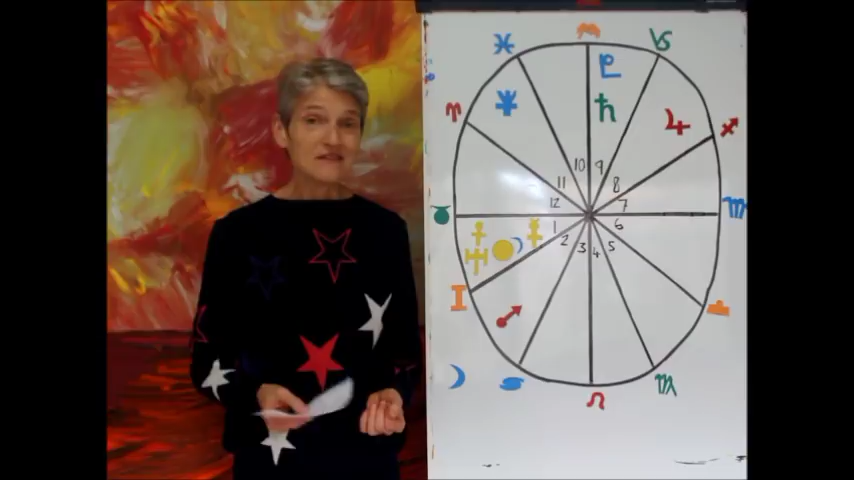 ♓ ♏ ♑
♇
♆ ♄ ♃
♈ ♐
10 9
11 8
12 7
♉ ♏
1 6
2 3 4 5
♅ ☉ ☽
♊ ♎
♂
☽ ♋ ♌ ♍